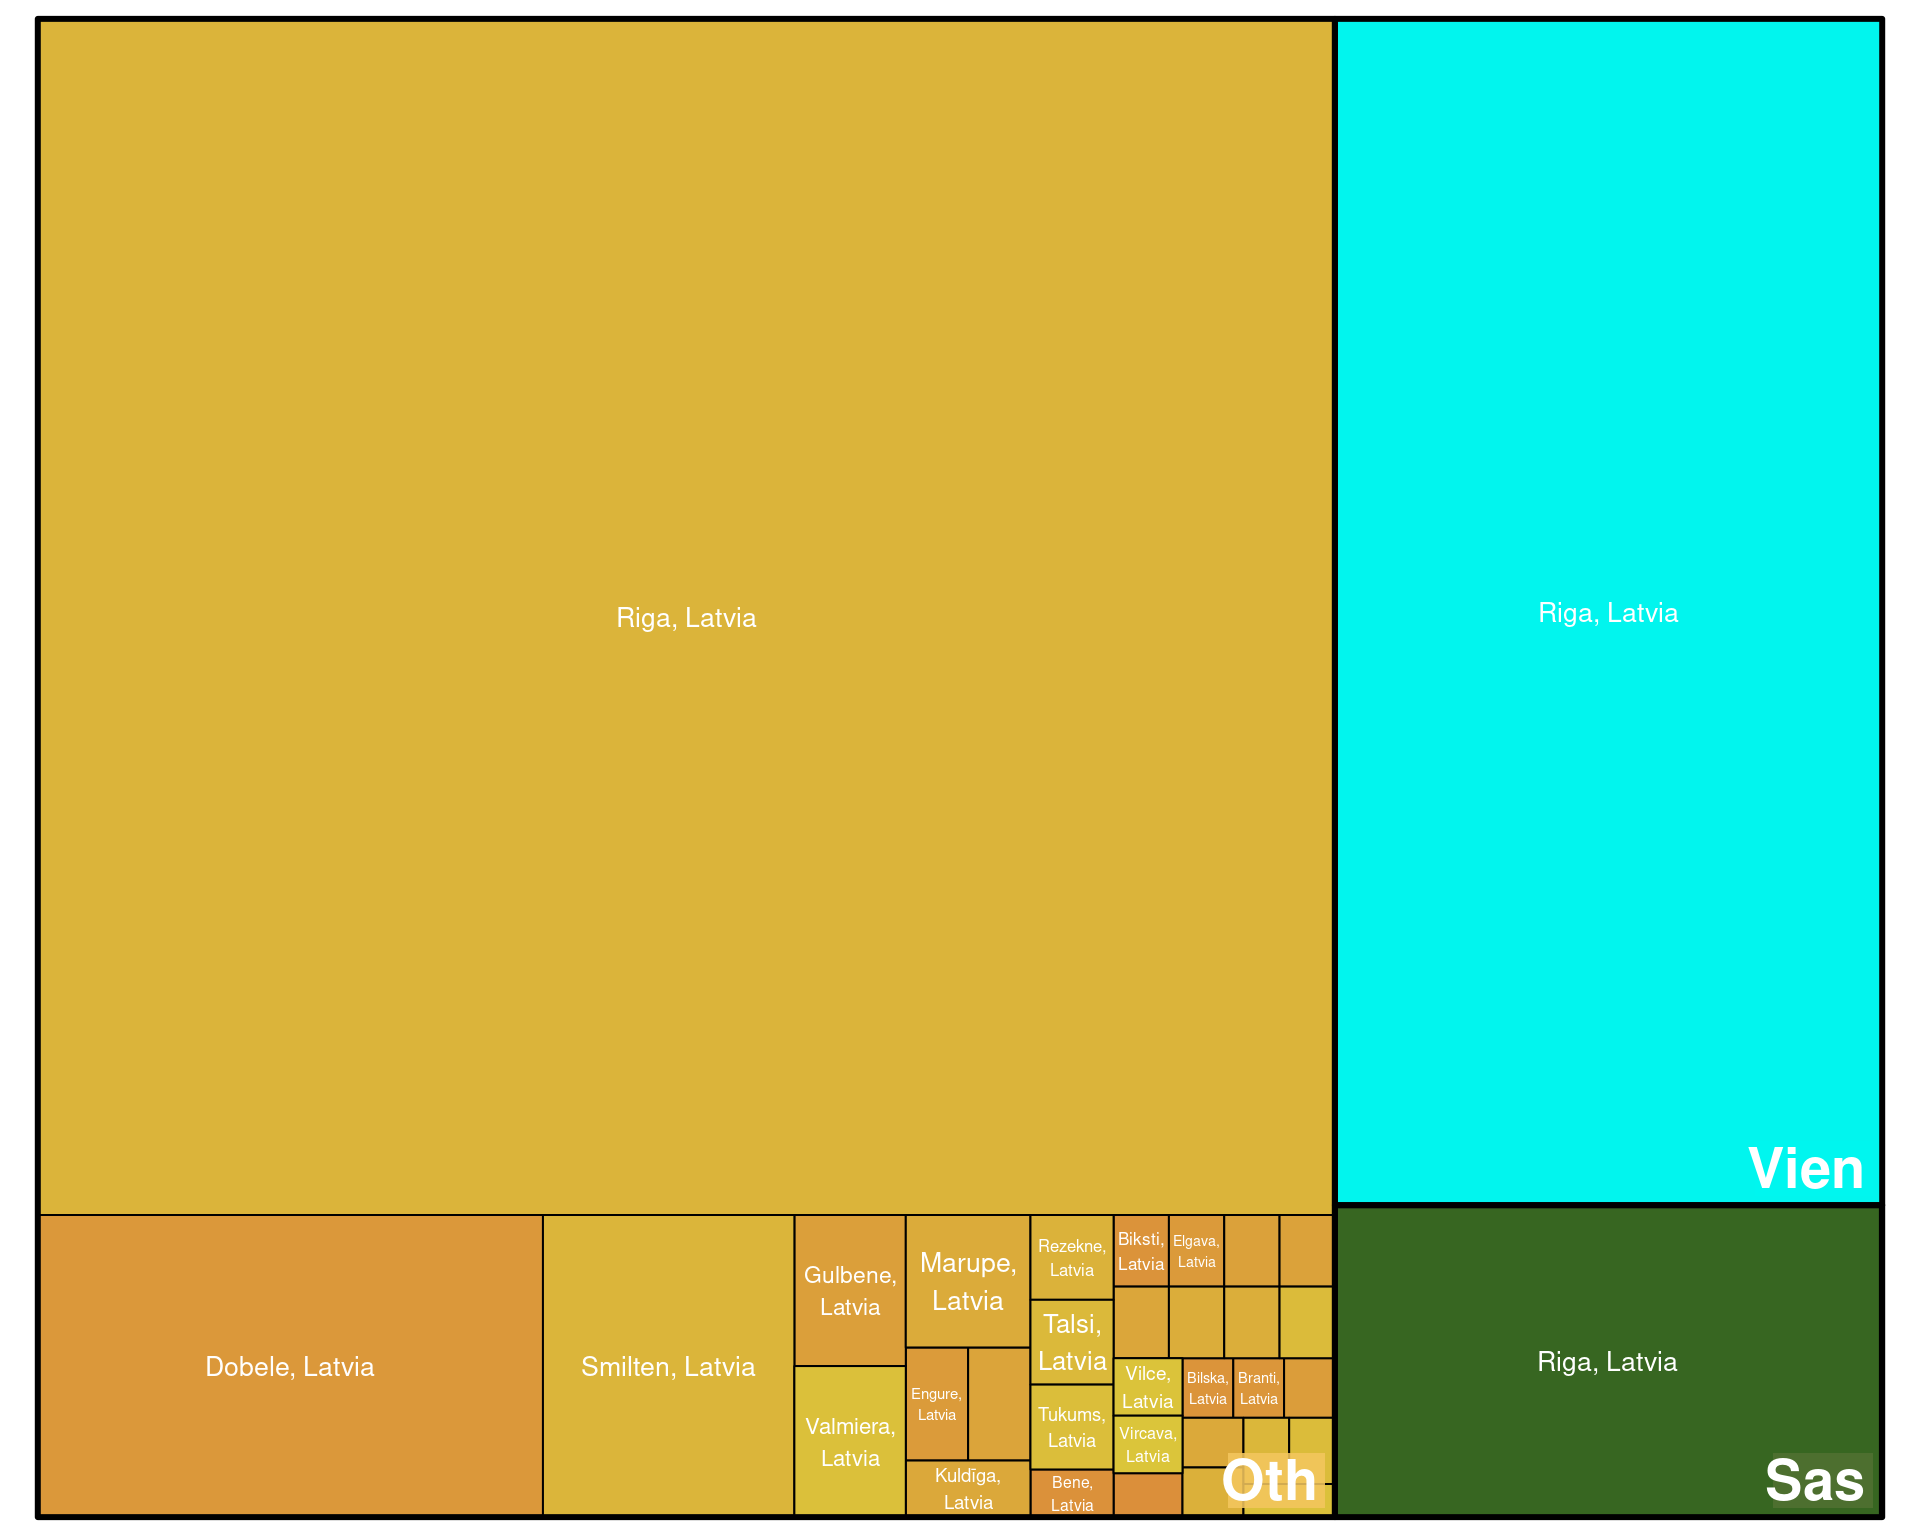 Riga, Latvia
Riga, Latvia
Vien
Dobele, Latvia
Smilten, Latvia
Gulbene,
Latvia
Valmiera,
Latvia
Marupe,
Latvia
Engure,
Latvia
Kuldīga,
Latvia
Rezekne,
Latvia
Talsi,
Latvia
Tukums,
Latvia
Bene,
Latvia
Biksti,
Latvia
Elgava,
Latvia
Vilce,
Latvia
Vircava,
Latvia
Bilska,
Latvia
Branti,
Latvia
Oth
Riga, Latvia
Sas